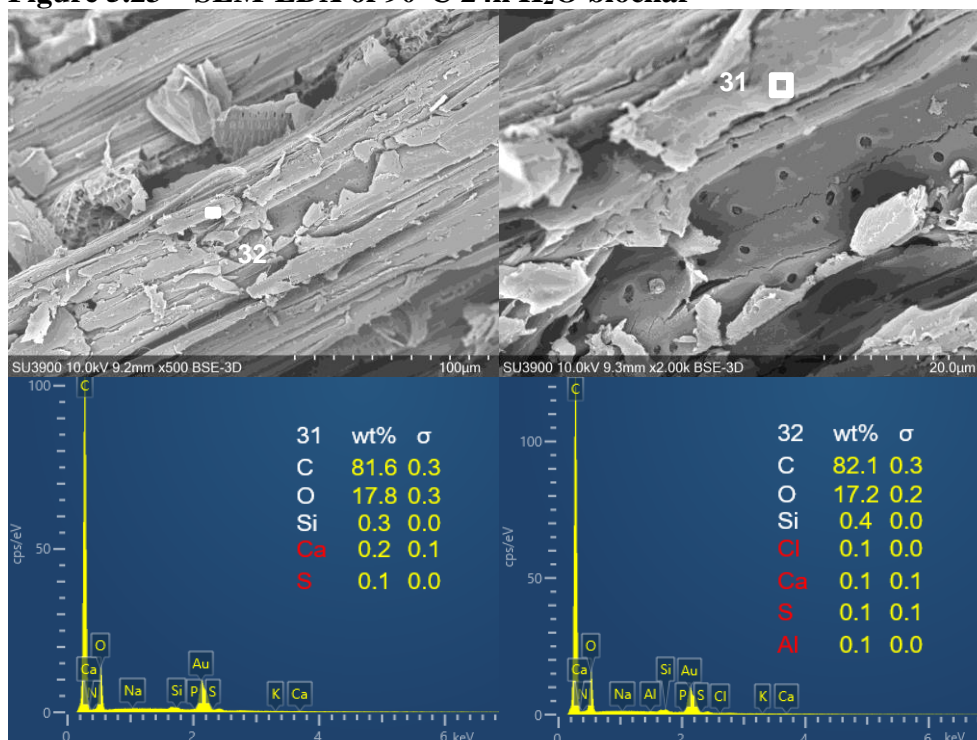 31
32
SU3900 10.0kV 9.2mm x500 BSE-3D 100µm
SU3900 10.0kV 9.3mm x2.00k BSE-3D 20.0µm
100
50
0
cps/eV
C
O
Ca
N
Na
Si
P
Au
S
K
Ca
0 2 4 6 keV
31 wt% σ
C 81.6 0.3
O 17.8 0.3
Si 0.3 0.0
Ca 0.2 0.1
S 0.1 0.0
100
50
0
cps/eV
C
O
Ca
N
Na
Al
Si
P
Au
S
Cl
K
Ca
0 2 4 6 keV
32 wt% σ
C 82.1 0.3
O 17.2 0.2
Si 0.4 0.0
Cl 0.1 0.0
Ca 0.1 0.1
S 0.1 0.1
Al 0.1 0.0